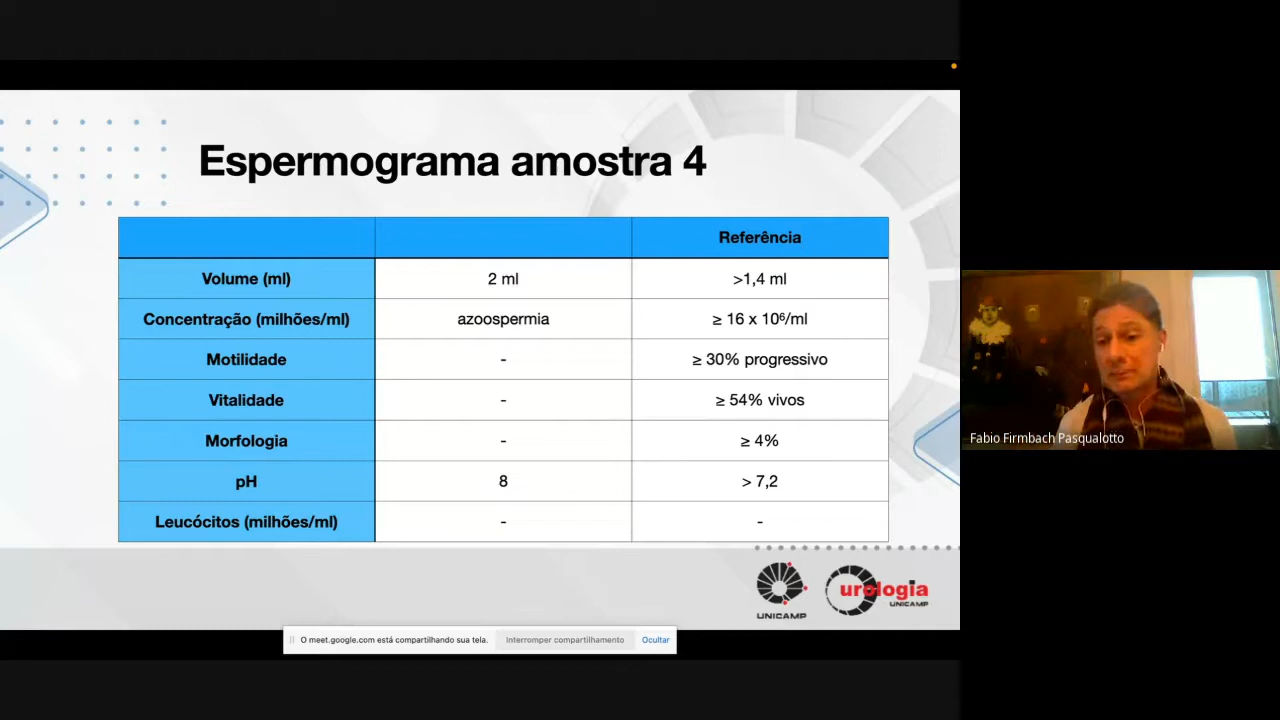 Espermograma amostra 4
Referência
Volume (ml) 2 ml >1,4 ml
Concentração (milhões/ml) azoospermia ≥ 16 x 10⁶/ml
Motilidade - ≥ 30% progressivo
Vitalidade - ≥ 54% vivos
Morfologia - ≥ 4%
pH 8 > 7,2
Leucócitos (milhões/ml) - -
UNICAMP
urologia
UNICAMP
O meet.google.com está compartilhando sua tela. Interromper compartilhamento Ocultar
Fabio Firmbach Pasqualotto